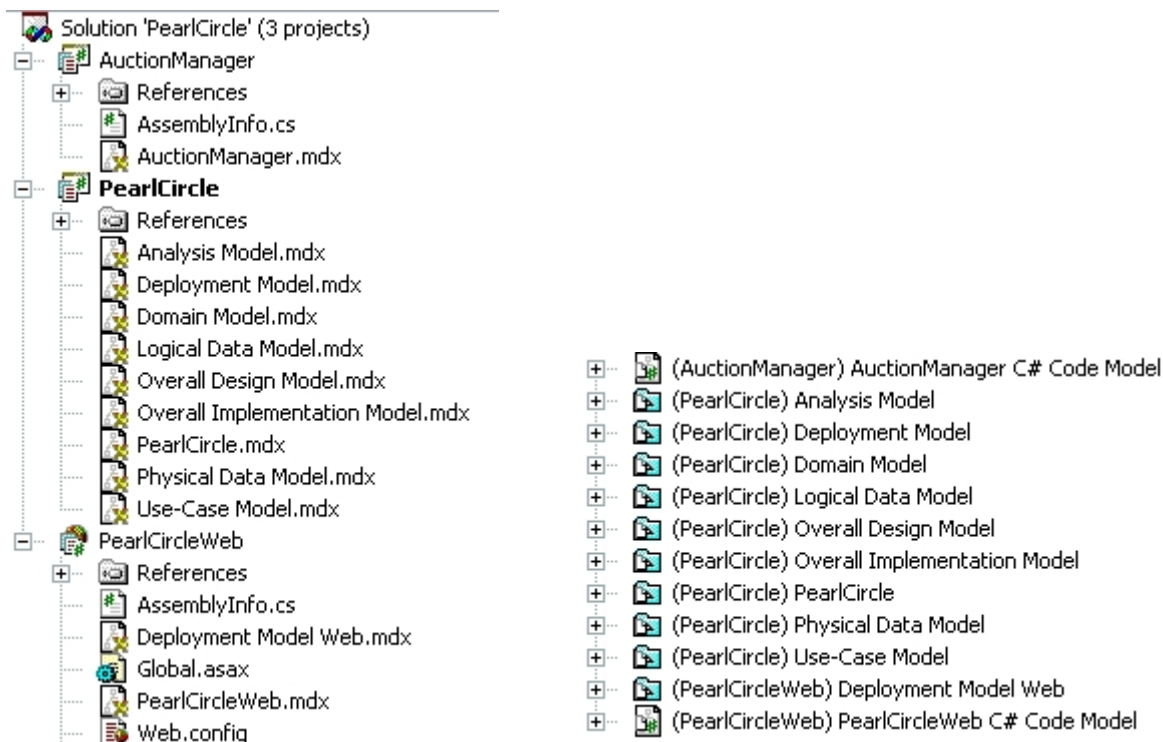 Solution 'PearlCircle' (3 projects)
AuctionManager
References
AssemblyInfo.cs
AuctionManager.mdx
PearlCircle
References
Analysis Model.mdx
Deployment Model.mdx
Domain Model.mdx
Logical Data Model.mdx
Overall Design Model.mdx
Overall Implementation Model.mdx
PearlCircle.mdx
Physical Data Model.mdx
Use-Case Model.mdx
PearlCircleWeb
References
AssemblyInfo.cs
Deployment Model Web.mdx
Global.asax
PearlCircleWeb.mdx
Web.config
(AuctionManager) AuctionManager C# Code Model
(PearlCircle) Analysis Model
(PearlCircle) Deployment Model
(PearlCircle) Domain Model
(PearlCircle) Logical Data Model
(PearlCircle) Overall Design Model
(PearlCircle) Overall Implementation Model
(PearlCircle) PearlCircle
(PearlCircle) Physical Data Model
(PearlCircle) Use-Case Model
(PearlCircleWeb) Deployment Model Web
(PearlCircleWeb) PearlCircleWeb C# Code Model